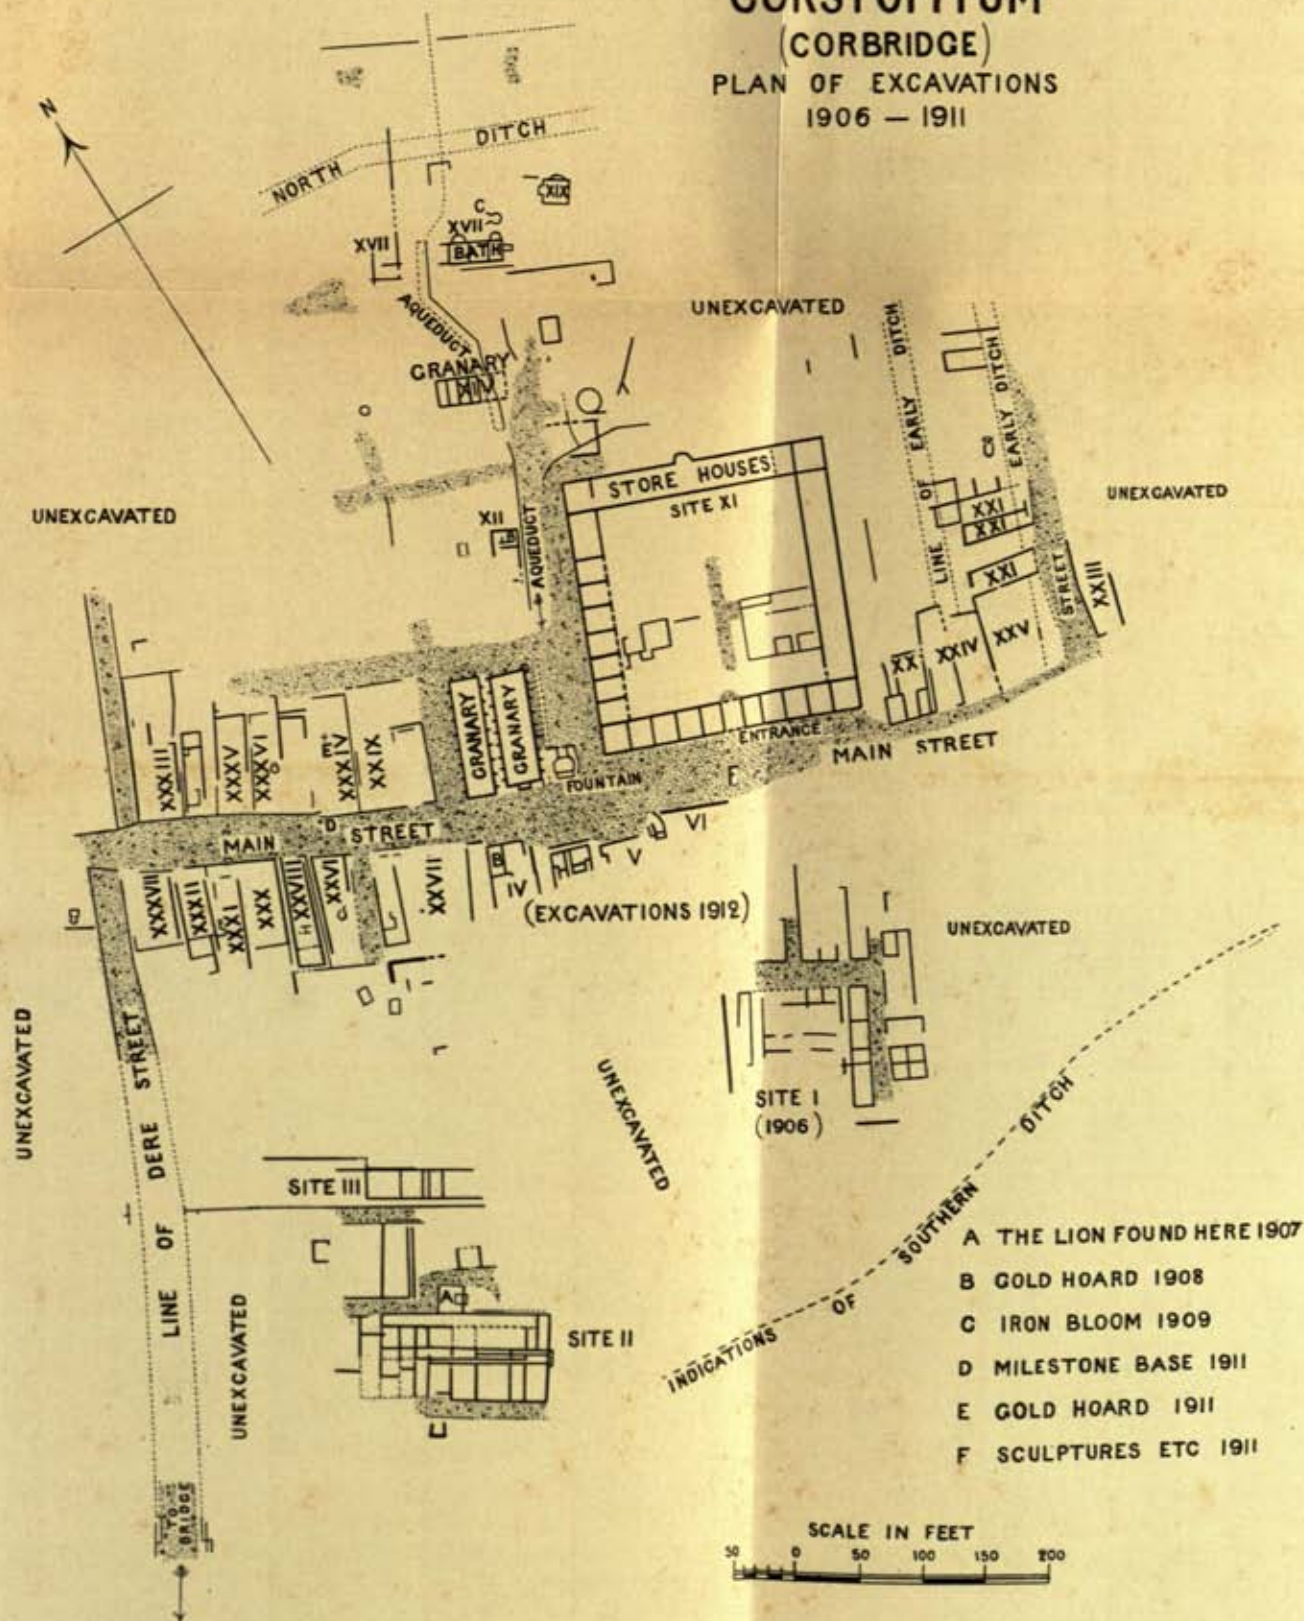 CORSTOPITUM
(CORBRIDGE)
PLAN OF EXCAVATIONS
1906 — 1911
N
NORTH DITCH
XIX
C
XVII
XVII
BATH
AQUEDUCT
GRANARY
XIV
UNEXCAVATED
LINE OF EARLY DITCH
EARLY DITCH
STORE HOUSES
SITE XI
UNEXCAVATED
UNEXCAVATED
XII
AQUEDUCT
XXI
XXI
XXI
STREET
XXIII
XX
XXIV
XXV
GRANARY
GRANARY
ENTRANCE
MAIN STREET
FOUNTAIN
F
XXXIII
XXXV
XXXVI
E
XXXIV
XXIX
D
MAIN STREET
XXXVII
XXXII
XXXI
XXX
H
XXVIII
XXVI
XXVII
B
IV
V
VI
(EXCAVATIONS 1912)
UNEXCAVATED
UNEXCAVATED
UNEXCAVATED
SITE I
(1906)
LINE OF DERE STREET
SITE III
UNEXCAVATED
A
SITE II
INDICATIONS OF SOUTHERN DITCH
TO BRIDGE
A THE LION FOUND HERE 1907
B GOLD HOARD 1908
C IRON BLOOM 1909
D MILESTONE BASE 1911
E GOLD HOARD 1911
F SCULPTURES ETC 1911
SCALE IN FEET
50 0 50 100 150 200